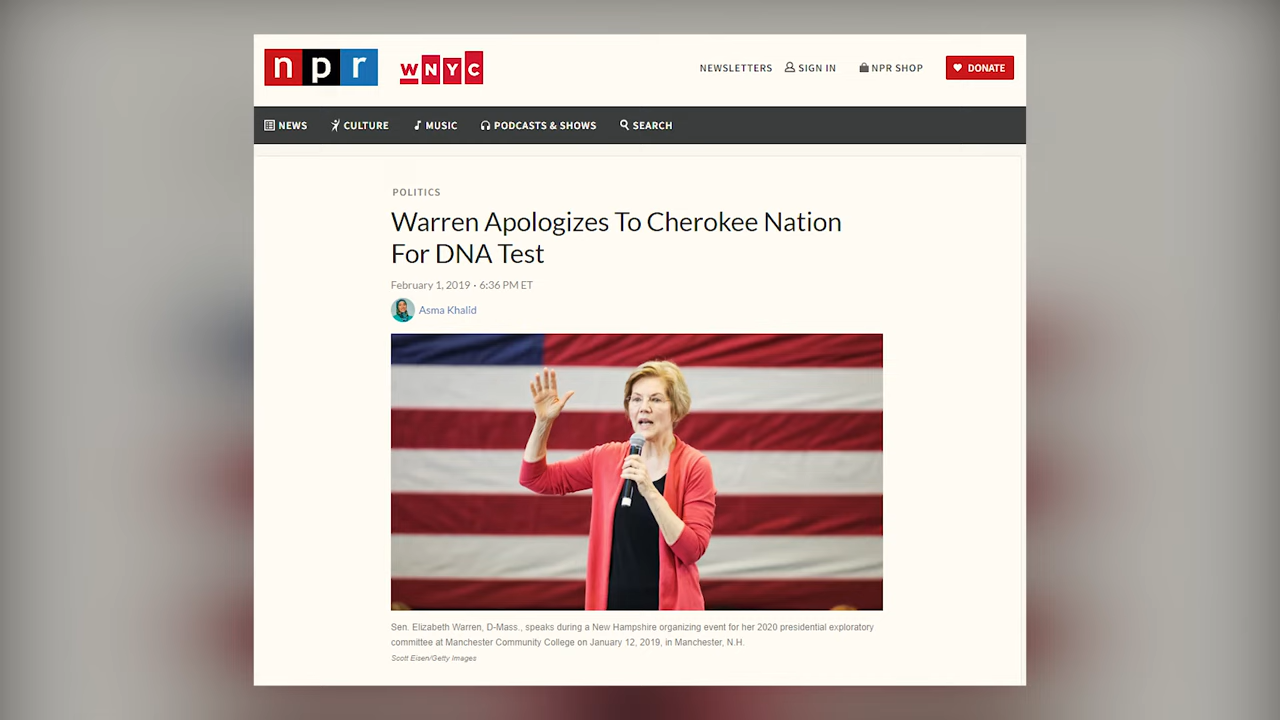 npr WNYC NEWSLETTERS SIGN IN NPR SHOP DONATE
NEWS CULTURE MUSIC PODCASTS & SHOWS SEARCH
POLITICS
Warren Apologizes To Cherokee Nation
For DNA Test
February 1, 2019 · 6:36 PM ET
Asma Khalid
Sen. Elizabeth Warren, D-Mass., speaks during a New Hampshire organizing event for her 2020 presidential exploratory
committee at Manchester Community College on January 12, 2019, in Manchester, N.H.
Scott Eisen/Getty Images